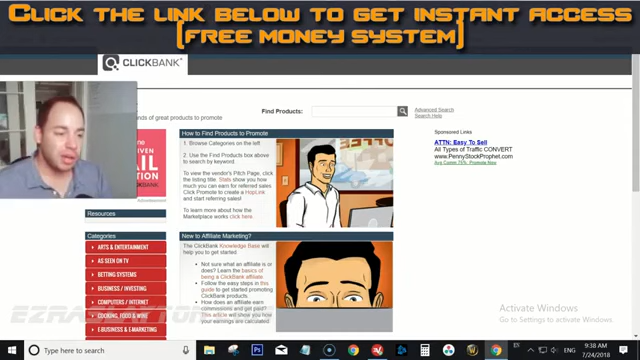 CLICK THE LINK BELOW TO GET INSTANT ACCESS
[FREE MONEY SYSTEM]
CLICKBANK
nds of great products to promote
Find Products:
Advanced Search
Search Help
How to Find Products to Promote
1. Browse Categories on the left
2. Use the Find Products box above
to search by keyword.
To view the vendor's Pitch Page, click
the listing title. Stats show you how
much you can earn for referred sales.
Click Promote to create a HopLink
and start referring sales!
To learn more about how the
Marketplace works click here.
Sponsored Links
ATTN: Easy To Sell
All Types of Traffic CONVERT
www.PennyStockProphet.com
Avg Comm 75%. Promote Now
Resources
Categories
ARTS & ENTERTAINMENT
AS SEEN ON TV
BETTING SYSTEMS
BUSINESS / INVESTING
COMPUTERS / INTERNET
COOKING, FOOD & WINE
E-BUSINESS & E-MARKETING
New to Affiliate Marketing?
The ClickBank Knowledge Base will
help you to get started.
Not sure what an affiliate is or
does? Learn the basics of
being a ClickBank affiliate.
Follow the easy steps in this
guide to get started promoting
ClickBank products.
How does an affiliate earn
commissions and get paid?
This article will show you how
your earnings are calculated
Activate Windows
Go to Settings to activate Windows.
Type here to search
ENG
9:38 AM
7/24/2018